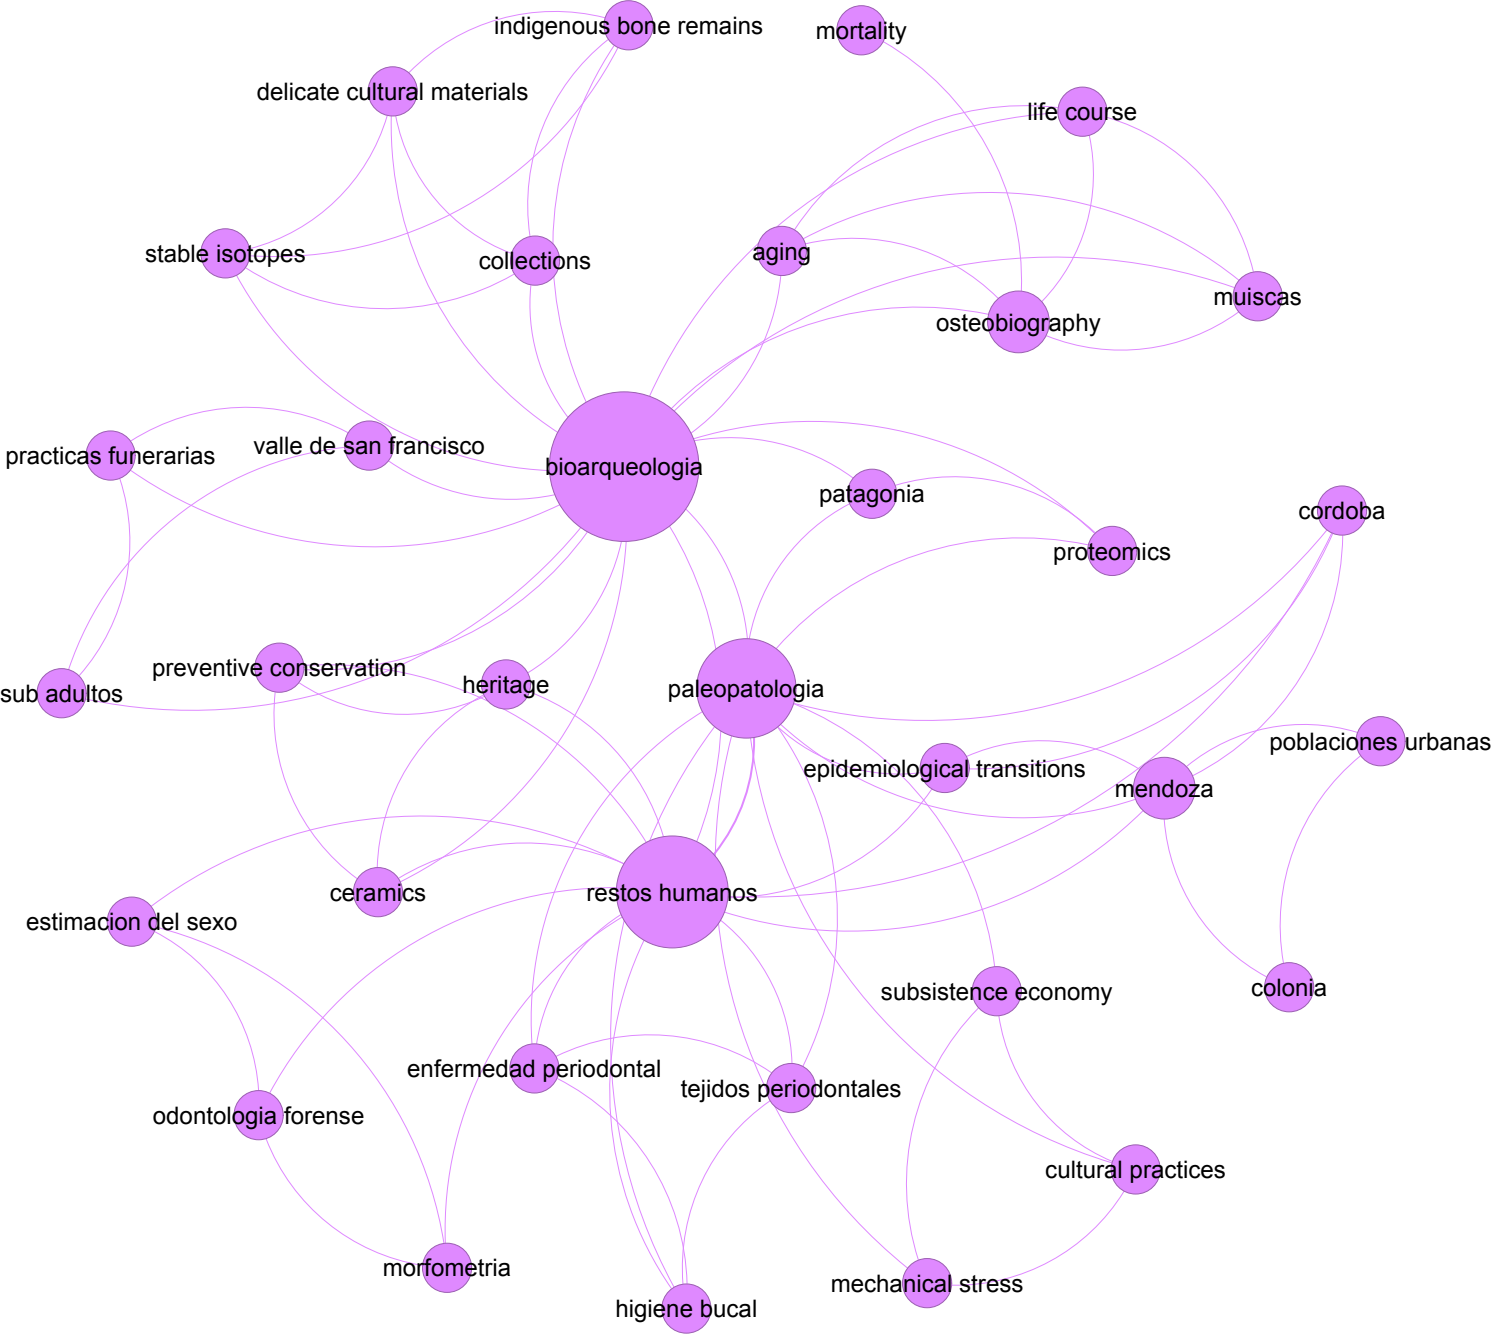 indigenous bone remains
mortality
delicate cultural materials
life course
stable isotopes
collections
aging
muiscas
osteobiography
practicas funerarias
valle de san francisco
bioarqueologia
patagonia
cordoba
proteomics
preventive conservation
sub adultos
heritage
paleopatologia
poblaciones urbanas
epidemiological transitions
mendoza
ceramics
restos humanos
estimacion del sexo
subsistence economy
colonia
enfermedad periodontal
tejidos periodontales
odontologia forense
cultural practices
morfometria
mechanical stress
higiene bucal